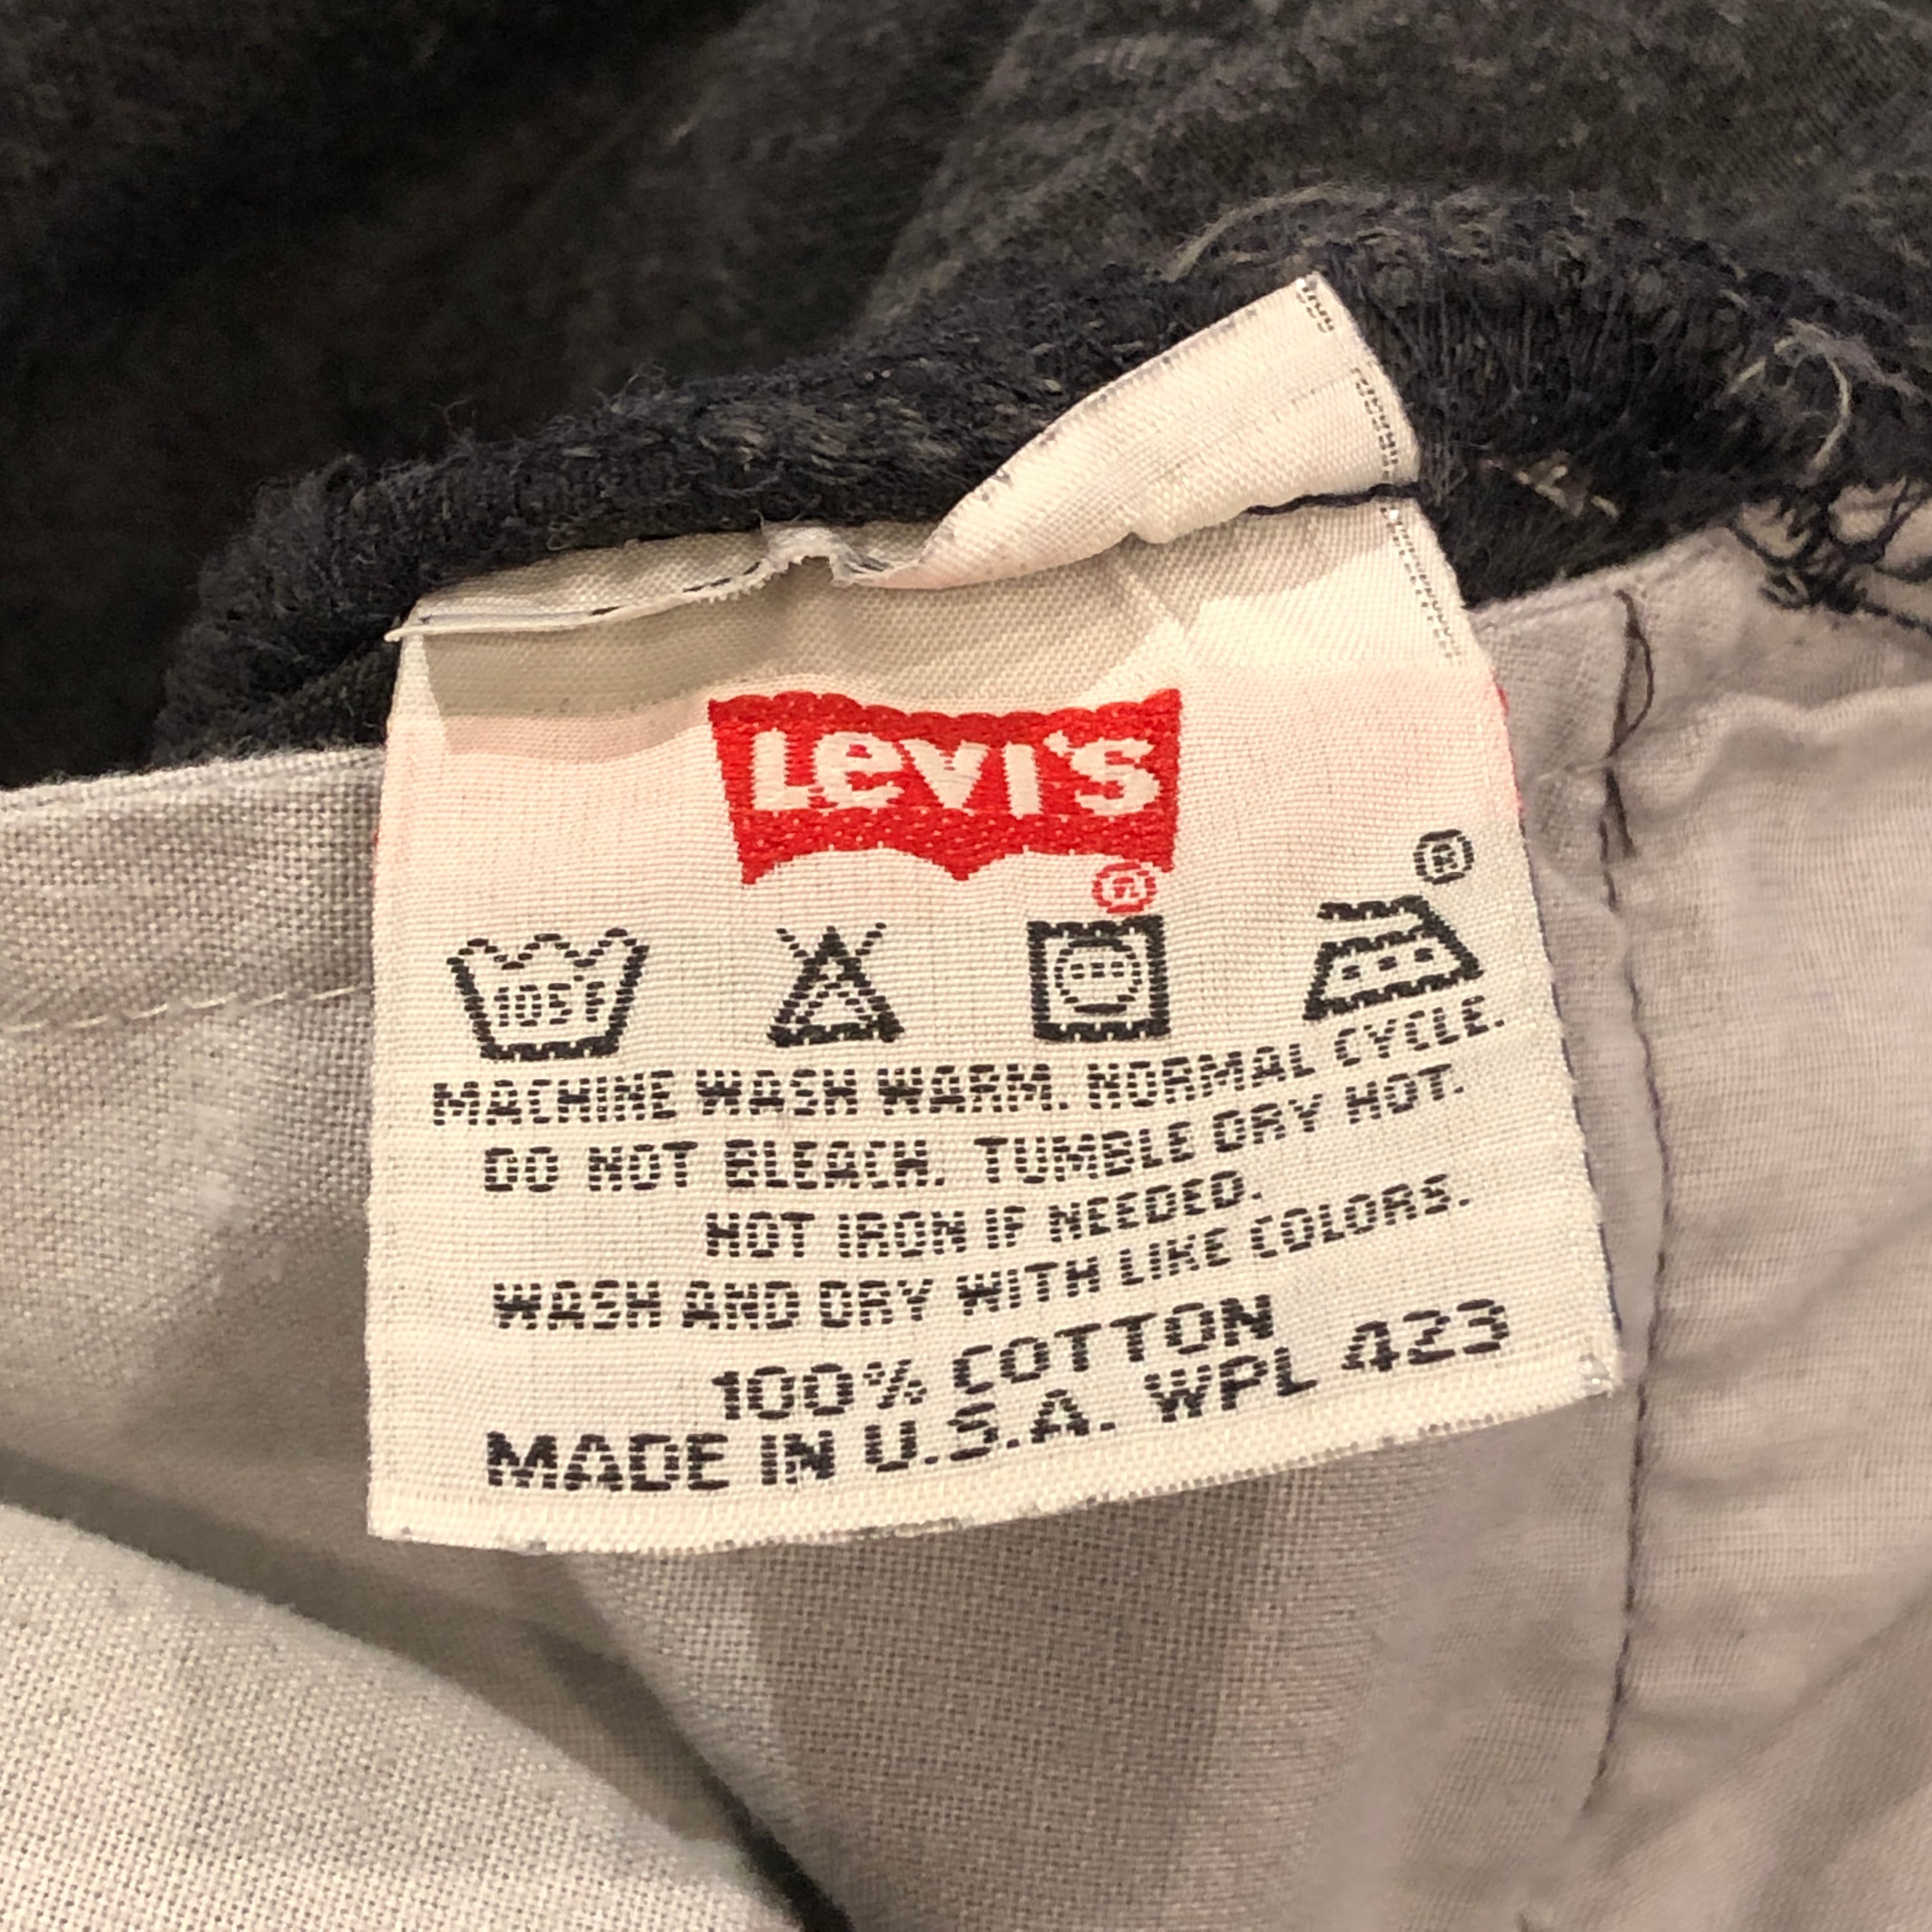 Levi's
®
®
105°F
MACHINE WASH WARM. NORMAL CYCLE.
DO NOT BLEACH. TUMBLE DRY HOT.
HOT IRON IF NEEDED.
WASH AND DRY WITH LIKE COLORS.
100% COTTON
MADE IN U.S.A. WPL 423